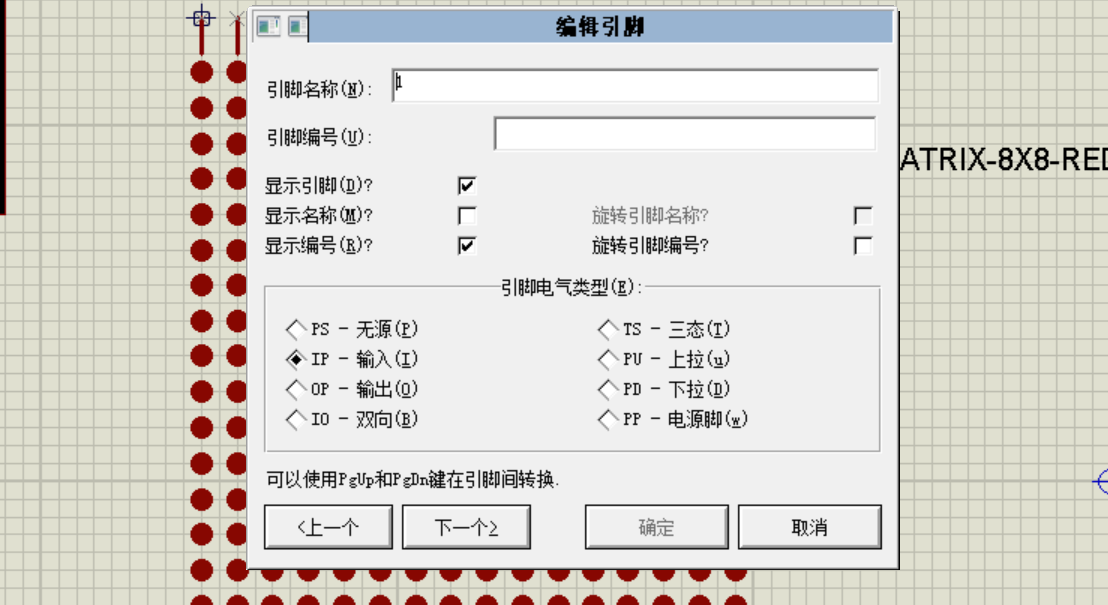 编辑引脚
引脚名称(N): 1
引脚编号(U):
ATRIX-8X8-RED
显示引脚(D)?
显示名称(M)? 旋转引脚名称?
显示编号(R)? 旋转引脚编号?
引脚电气类型(E):
PS - 无源(P) TS - 三态(T)
IP - 输入(I) PU - 上拉(u)
OP - 输出(O) PD - 下拉(D)
IO - 双向(B) PP - 电源脚(w)
可以使用PgUp和PgDn键在引脚间转换.
<上一个 下一个≥ 确定 取消